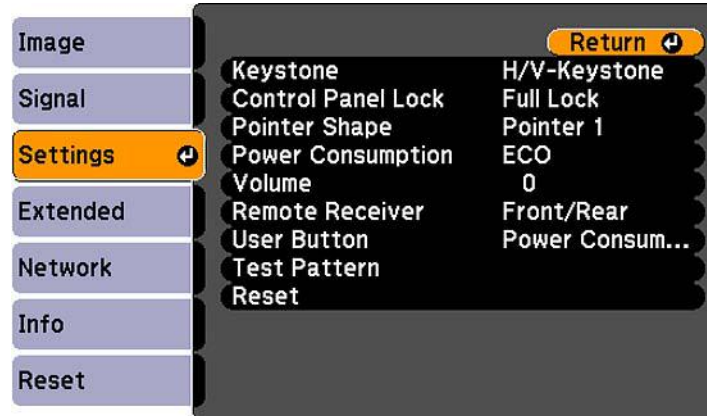 Image
Signal
Settings
Extended
Network
Info
Reset
Return
Keystone H/V-Keystone
Control Panel Lock Full Lock
Pointer Shape Pointer 1
Power Consumption ECO
Volume 0
Remote Receiver Front/Rear
User Button Power Consum...
Test Pattern
Reset